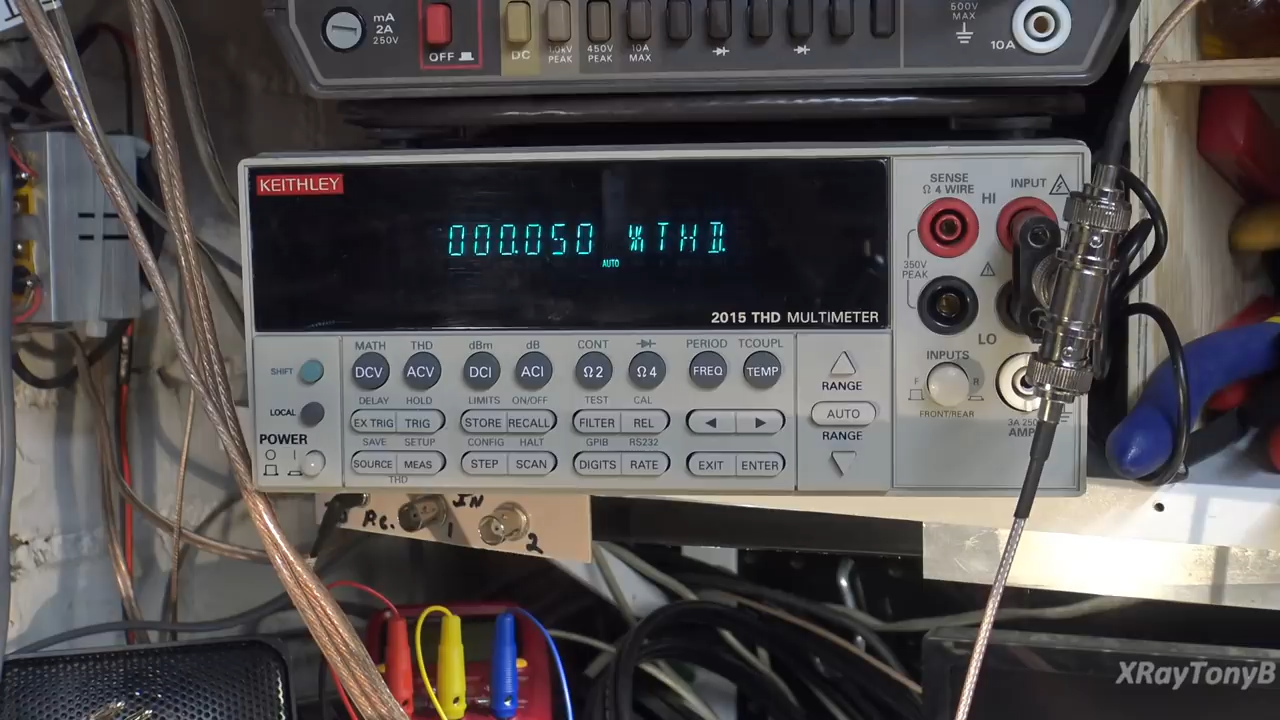 mA
2A
250V
OFF
DC
1.0kV
PEAK
450V
PEAK
10A
MAX
500V
MAX
10A
KEITHLEY
000.050 %THD
AUTO
2015 THD MULTIMETER
SENSE
Ω 4 WIRE
INPUT
HI
350V
PEAK
LO
INPUTS
F R
FRONT/REAR
3A 250
AMP
MATH THD dBm dB CONT PERIOD TCOUPL
SHIFT DCV ACV DCI ACI Ω2 Ω4 FREQ TEMP
RANGE
DELAY HOLD LIMITS ON/OFF TEST CAL
LOCAL EX TRIG TRIG STORE RECALL FILTER REL AUTO
RANGE
POWER
O I
SAVE SETUP CONFIG HALT GPIB RS232
SOURCE MEAS STEP SCAN DIGITS RATE EXIT ENTER
THD
IN
1
2
XRayTonyB